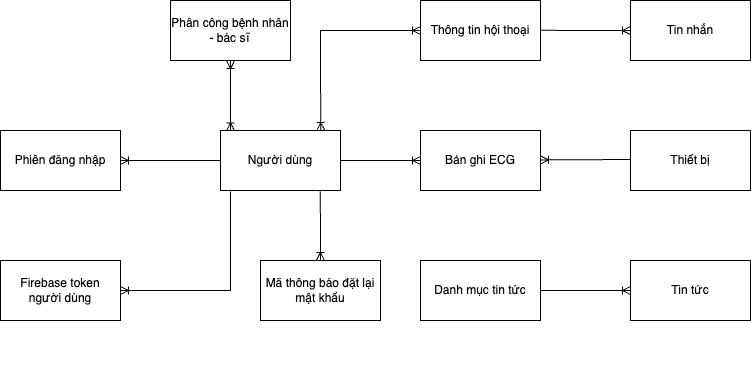 Phân công bệnh nhân
- bác sĩ
Thông tin hội thoại
Tin nhắn
Phiên đăng nhập
Người dùng
Bản ghi ECG
Thiết bị
Firebase token
người dùng
Mã thông báo đặt lại
mật khẩu
Danh mục tin tức
Tin tức